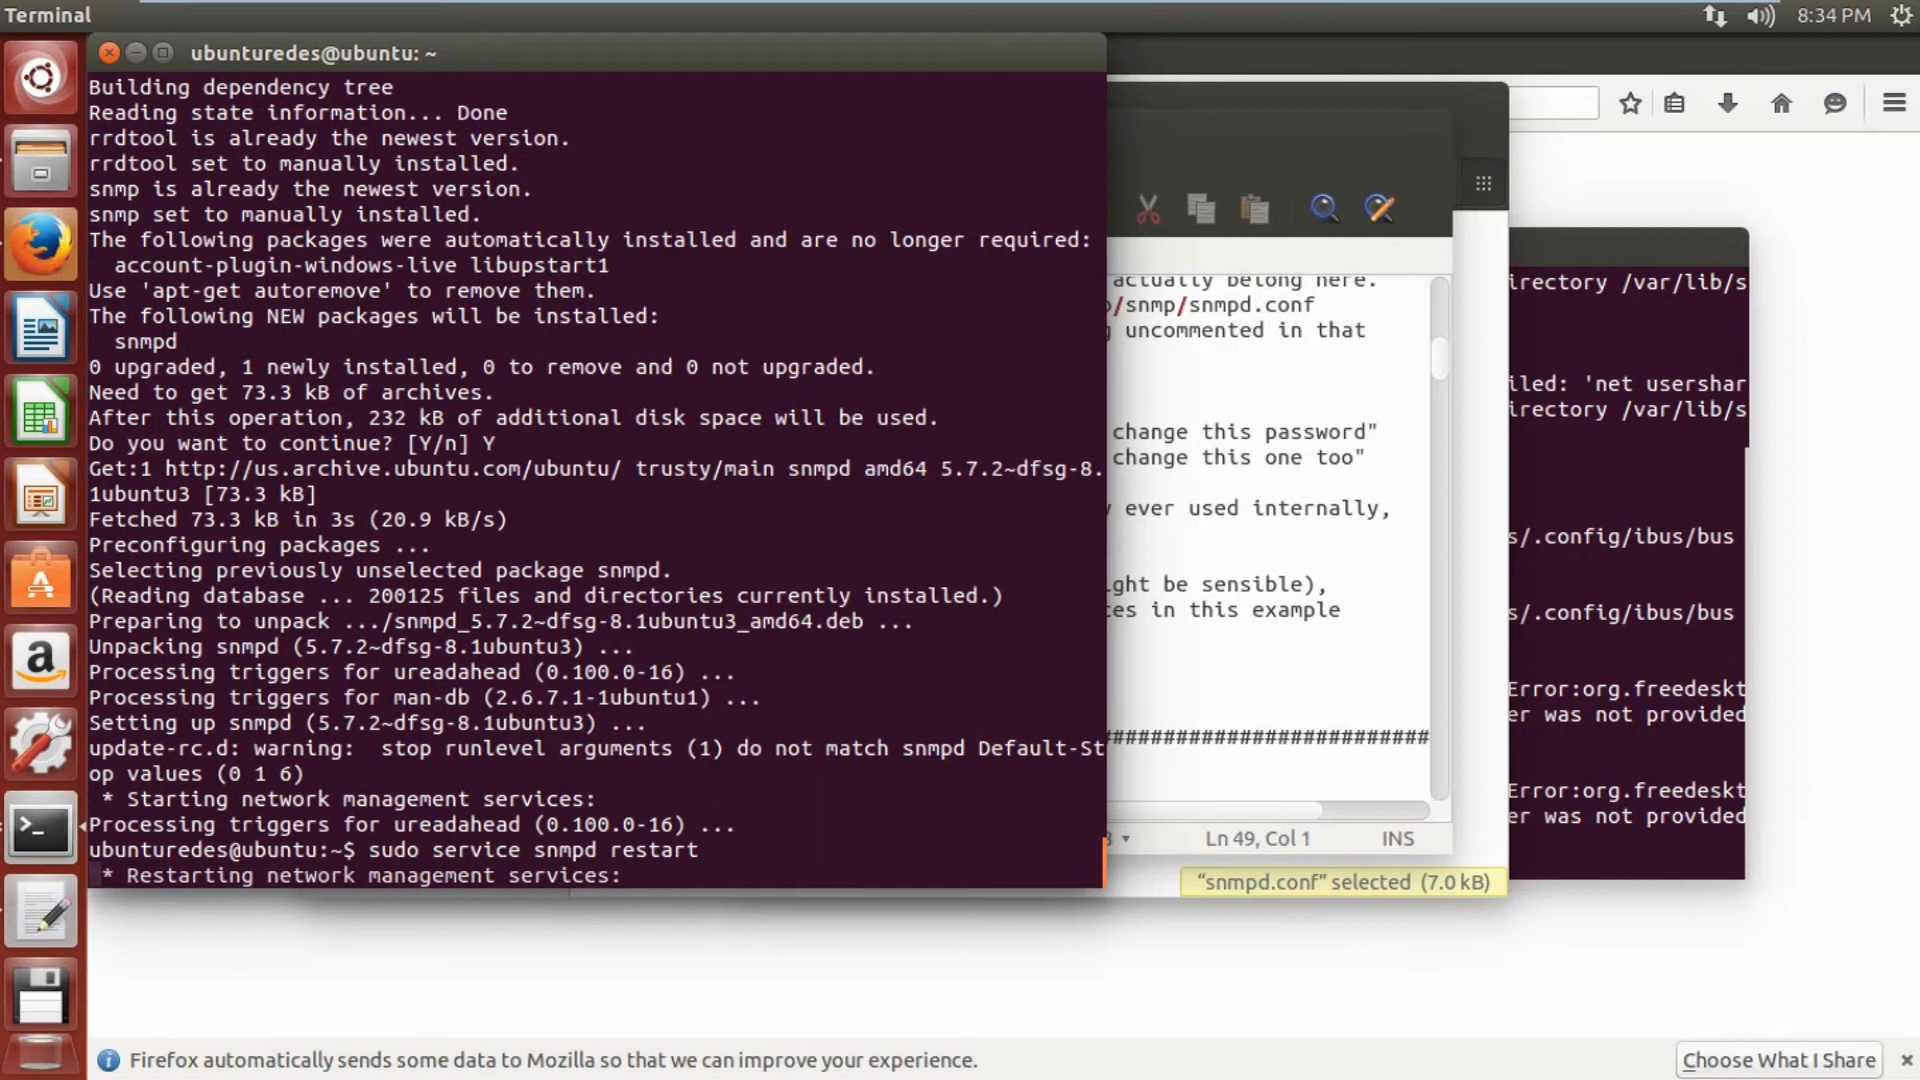 Terminal
8:34 PM
ubunturedes@ubuntu: ~
Building dependency tree
Reading state information... Done
rrdtool is already the newest version.
rrdtool set to manually installed.
snmp is already the newest version.
snmp set to manually installed.
The following packages were automatically installed and are no longer required:
account-plugin-windows-live libupstart1
Use 'apt-get autoremove' to remove them.
The following NEW packages will be installed:
snmpd
0 upgraded, 1 newly installed, 0 to remove and 0 not upgraded.
Need to get 73.3 kB of archives.
After this operation, 232 kB of additional disk space will be used.
Do you want to continue? [Y/n] Y
Get:1 http://us.archive.ubuntu.com/ubuntu/ trusty/main snmpd amd64 5.7.2~dfsg-8.
1ubuntu3 [73.3 kB]
Fetched 73.3 kB in 3s (20.9 kB/s)
Preconfiguring packages ...
Selecting previously unselected package snmpd.
(Reading database ... 200125 files and directories currently installed.)
Preparing to unpack .../snmpd_5.7.2~dfsg-8.1ubuntu3_amd64.deb ...
Unpacking snmpd (5.7.2~dfsg-8.1ubuntu3) ...
Processing triggers for ureadahead (0.100.0-16) ...
Processing triggers for man-db (2.6.7.1-1ubuntu1) ...
Setting up snmpd (5.7.2~dfsg-8.1ubuntu3) ...
update-rc.d: warning:  stop runlevel arguments (1) do not match snmpd Default-St
op values (0 1 6)
* Starting network management services:
Processing triggers for ureadahead (0.100.0-16) ...
ubunturedes@ubuntu:~$ sudo service snmpd restart
* Restarting network management services:
actually belong here.
/snmp/snmpd.conf
uncommented in that
change this password"
change this one too"
ever used internally,
ght be sensible),
es in this example
#########################
Ln 49, Col 1
INS
"snmpd.conf" selected (7.0 kB)
irectory /var/lib/s
iled: 'net usershar
irectory /var/lib/s
s/.config/ibus/bus
s/.config/ibus/bus
Error:org.freedeskt
er was not provided
Error:org.freedeskt
er was not provided
Firefox automatically sends some data to Mozilla so that we can improve your experience.
Choose What I Share